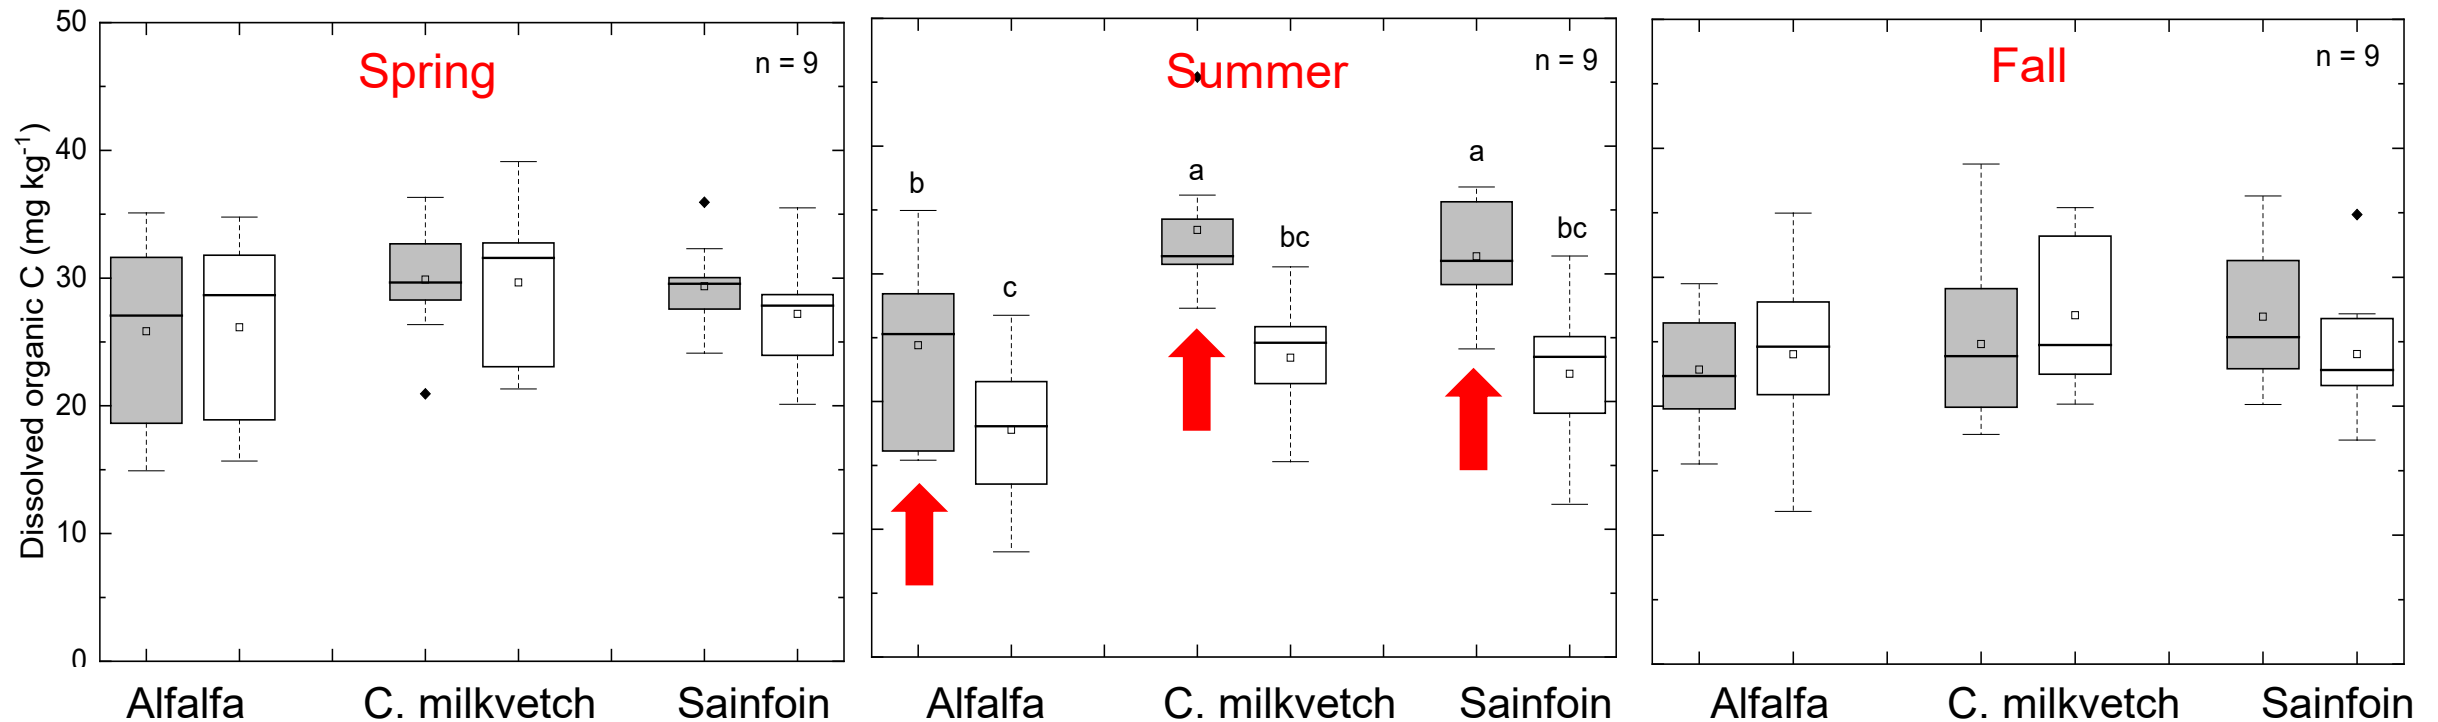 Spring
n = 9
Summer
n = 9
Fall
n = 9
Dissolved organic C (mg kg-1)
50
40
30
20
10
0
b
c
a
bc
a
bc
Alfalfa
C. milkvetch
Sainfoin
Alfalfa
C. milkvetch
Sainfoin
Alfalfa
C. milkvetch
Sainfoin